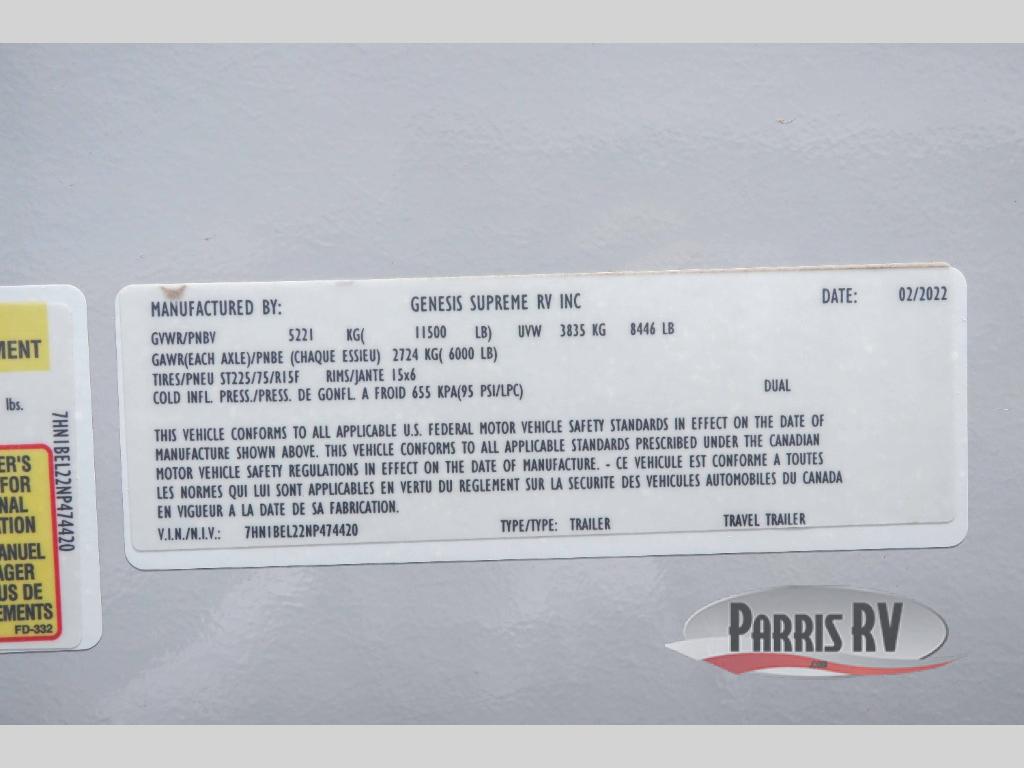 MANUFACTURED BY: GENESIS SUPREME RV INC DATE: 02/2022
GVWR/PNBV 5221 KG( 11500 LB) UVW 3835 KG 8446 LB
GAWR(EACH AXLE)/PNBE (CHAQUE ESSIEU) 2724 KG( 6000 LB)
TIRES/PNEU ST225/75/R15F RIMS/JANTE 15x6
COLD INFL. PRESS./PRESS. DE GONFL. A FROID 655 KPA(95 PSI/LPC) DUAL
THIS VEHICLE CONFORMS TO ALL APPLICABLE U.S. FEDERAL MOTOR VEHICLE SAFETY STANDARDS IN EFFECT ON THE DATE OF
MANUFACTURE SHOWN ABOVE. THIS VEHICLE CONFORMS TO ALL APPLICABLE STANDARDS PRESCRIBED UNDER THE CANADIAN
MOTOR VEHICLE SAFETY REGULATIONS IN EFFECT ON THE DATE OF MANUFACTURE. - CE VEHICULE EST CONFORME A TOUTES
LES NORMES QUI LUI SONT APPLICABLES EN VERTU DU REGLEMENT SUR LA SECURITE DES VEHICULES AUTOMOBILES DU CANADA
EN VIGUEUR A LA DATE DE SA FABRICATION.
V.I.N./N.I.V.: 7HN1BEL22NP474420 TYPE/TYPE: TRAILER TRAVEL TRAILER
MENT
lbs.
7HN1BEL22NP474420
ER'S
FOR
NAL
ATION
ANUEL
AGER
US DE
EMENTS
FD-332
PARRIS RV
.com